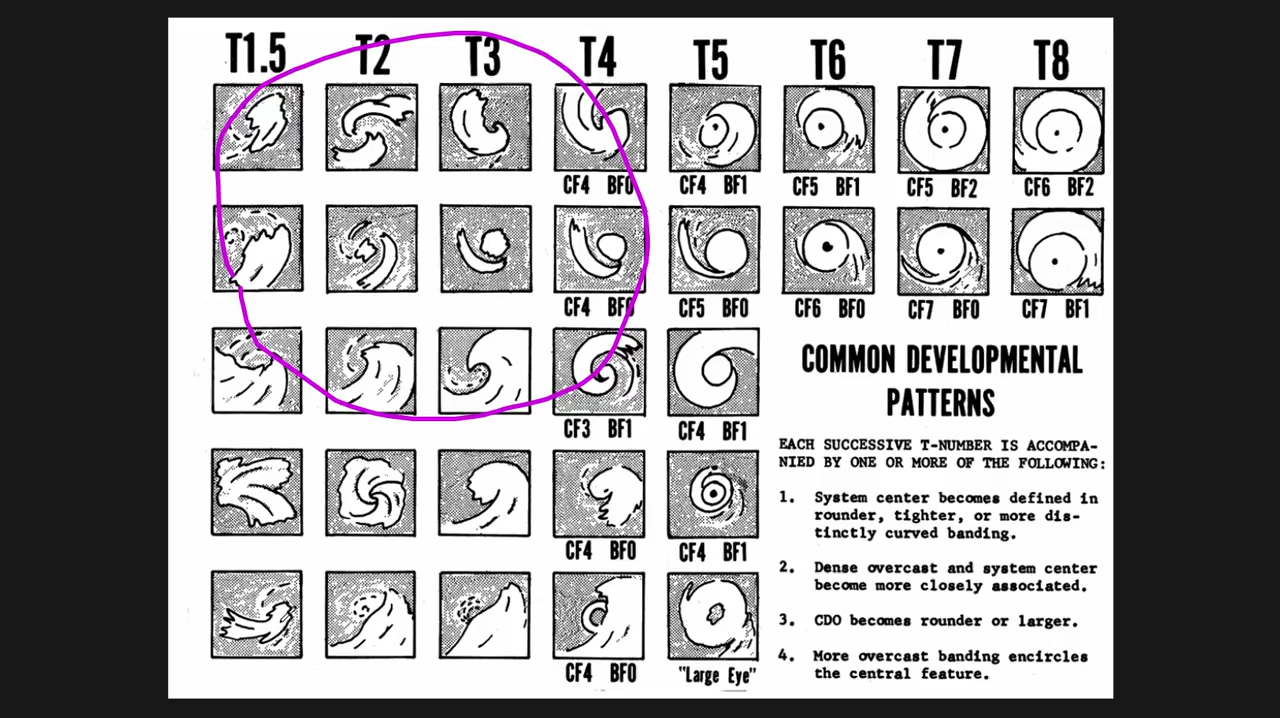 T1.5 T2 T3 T4 T5 T6 T7 T8
CF4 BF0 CF4 BF1 CF5 BF1 CF5 BF2 CF6 BF2
CF4 BF0 CF5 BF0 CF6 BF0 CF7 BF0 CF7 BF1
CF3 BF1 CF4 BF1
CF4 BF0 CF4 BF1
CF4 BF0 "Large Eye"
COMMON DEVELOPMENTAL
PATTERNS
EACH SUCCESSIVE T-NUMBER IS ACCOMPA-
NIED BY ONE OR MORE OF THE FOLLOWING:
1. System center becomes defined in
rounder, tighter, or more dis-
tinctly curved banding.
2. Dense overcast and system center
become more closely associated.
3. CDO becomes rounder or larger.
4. More overcast banding encircles
the central feature.